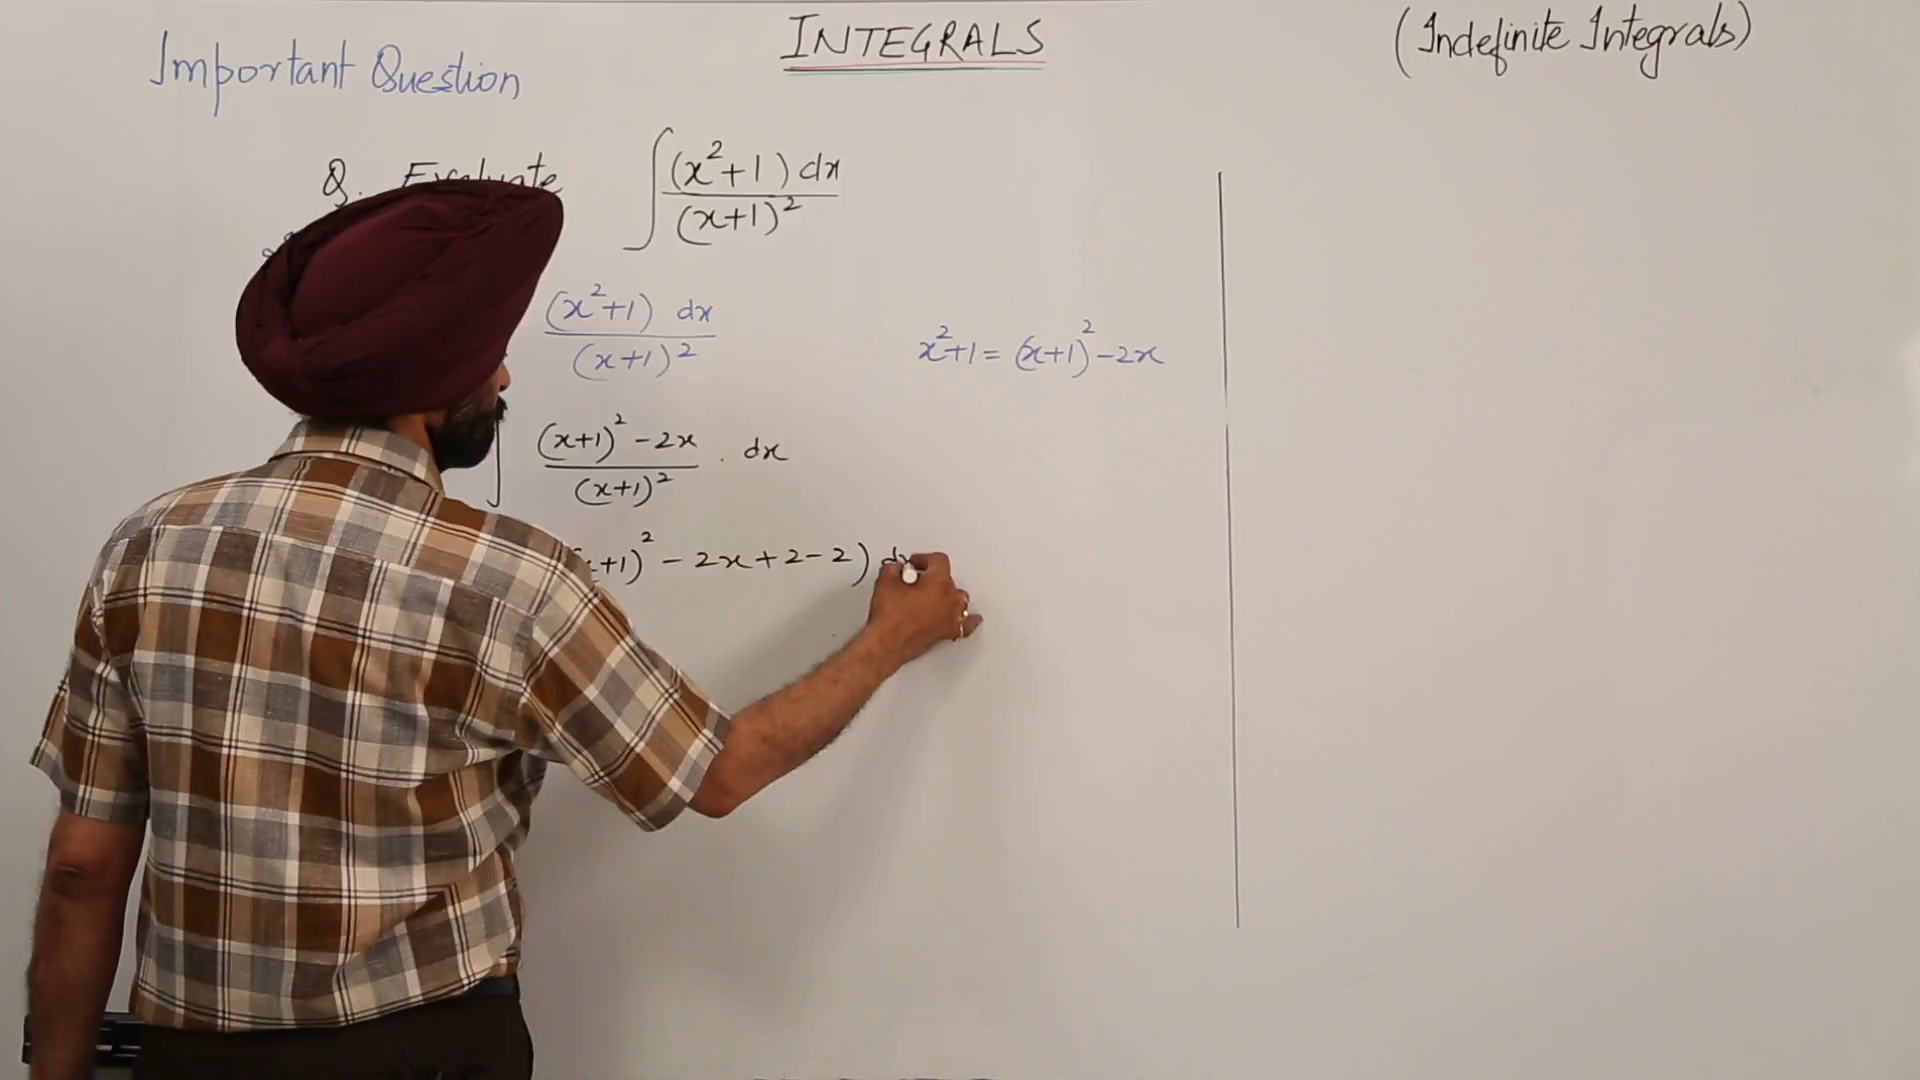 INTEGRALS
(Indefinite Integrals)
Important Question
Q. Evaluate ∫ (x²+1) dx / (x+1)²
(x²+1) dx / (x+1)²
x²+1 = (x+1)² - 2x
∫ (x+1)² - 2x / (x+1)² . dx
+1)² - 2x + 2 - 2) dx